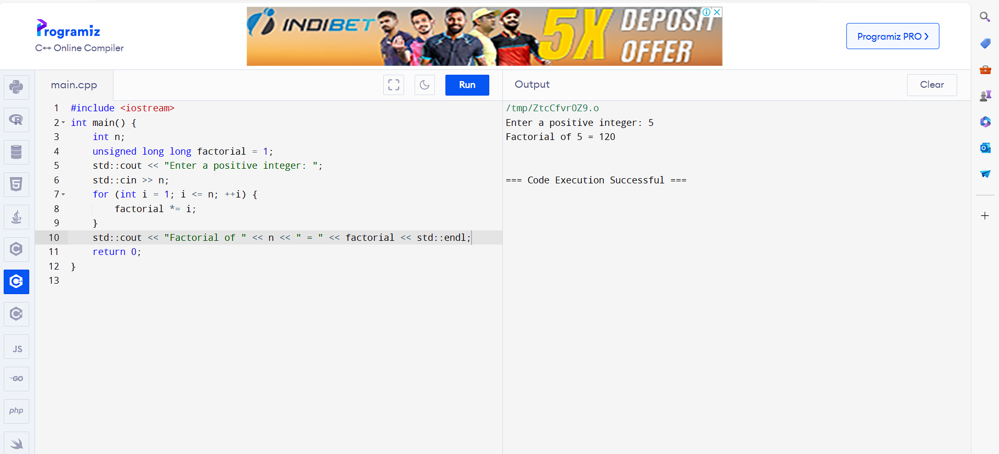 Programiz
C++ Online Compiler
INDIBET
5X
DEPOSIT
OFFER
Programiz PRO
main.cpp
Run
Output
Clear
1 #include <iostream>
2 int main() {
3     int n;
4     unsigned long long factorial = 1;
5     std::cout << "Enter a positive integer: ";
6     std::cin >> n;
7     for (int i = 1; i <= n; ++i) {
8         factorial *= i;
9     }
10     std::cout << "Factorial of " << n << " = " << factorial << std::endl;
11     return 0;
12 }
13
/tmp/ZtcCfvr0Z9.o
Enter a positive integer: 5
Factorial of 5 = 120
=== Code Execution Successful ===
JS
GO
php